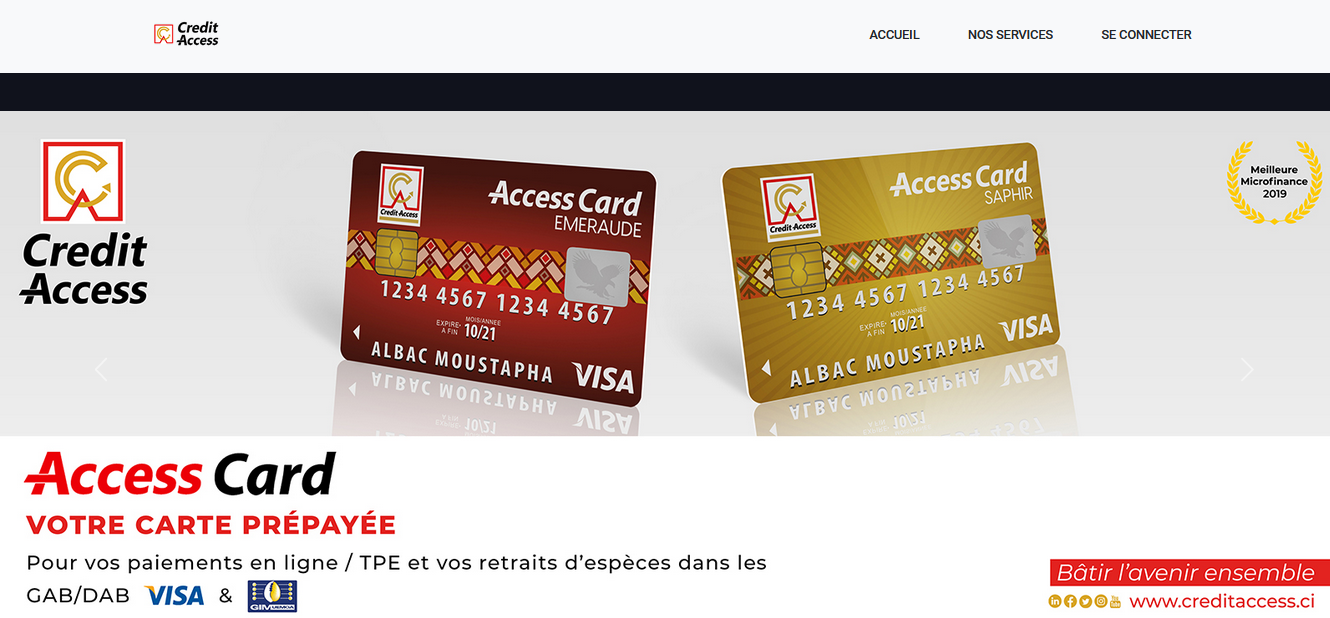 Credit
Access
ACCUEIL
NOS SERVICES
SE CONNECTER
Credit
Access
Credit Access
Access Card
EMERAUDE
1234 4567 1234 4567
MOIS/ANNEE
EXPIRE
A FIN
10/21
ALBAC MOUSTAPHA
VISA
Credit Access
Access Card
SAPHIR
1234 4567 1234 4567
MOIS/ANNEE
EXPIRE
A FIN
10/21
ALBAC MOUSTAPHA
VISA
Meilleure
Microfinance
2019
Access Card
VOTRE CARTE PRÉPAYÉE
Pour vos paiements en ligne / TPE et vos retraits d’espèces dans les
GAB/DAB VISA & GIM UEMOA
Bâtir l’avenir ensemble
www.creditaccess.ci